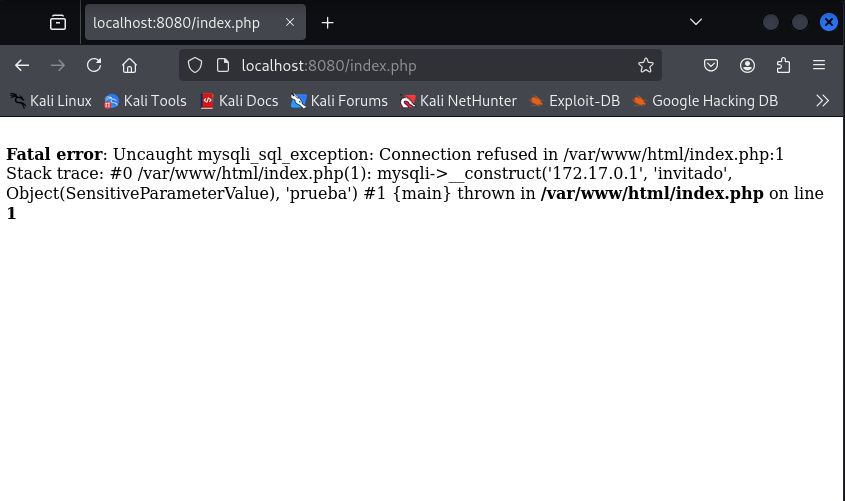 localhost:8080/index.php
localhost:8080/index.php
Kali Linux Kali Tools Kali Docs Kali Forums Kali NetHunter Exploit-DB Google Hacking DB
Fatal error: Uncaught mysqli_sql_exception: Connection refused in /var/www/html/index.php:1
Stack trace: #0 /var/www/html/index.php(1): mysqli->__construct('172.17.0.1', 'invitado',
Object(SensitiveParameterValue), 'prueba') #1 {main} thrown in /var/www/html/index.php on line
1